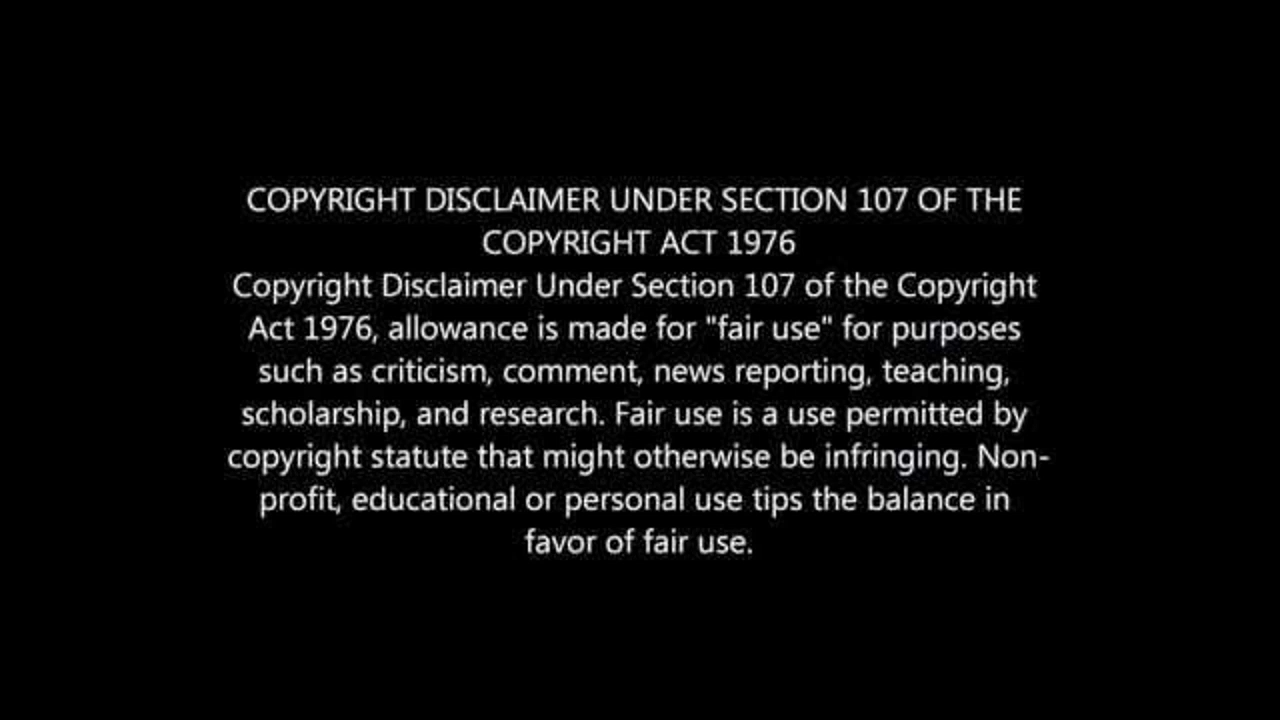 COPYRIGHT DISCLAIMER UNDER SECTION 107 OF THE
COPYRIGHT ACT 1976
Copyright Disclaimer Under Section 107 of the Copyright
Act 1976, allowance is made for "fair use" for purposes
such as criticism, comment, news reporting, teaching,
scholarship, and research. Fair use is a use permitted by
copyright statute that might otherwise be infringing. Non-
profit, educational or personal use tips the balance in
favor of fair use.